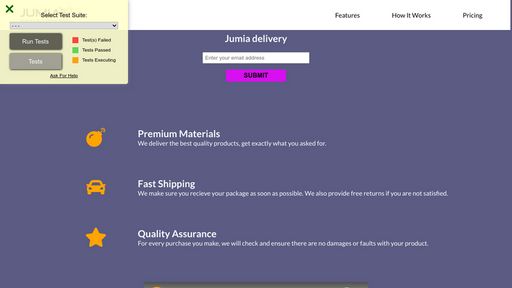 Select Test Suite:
- - -
Run Tests
Test(s) Failed
Tests Passed
Tests
Tests Executing
Ask For Help
Features
How It Works
Pricing
Jumia delivery
Enter your email address
SUBMIT
Premium Materials
We deliver the best quality products, get exactly what you asked for.
Fast Shipping
We make sure you recieve your package as soon as possible. We also provide free returns if you are not satisfied.
Quality Assurance
For every purchase you make, we will check and ensure there are no damages or faults with your product.